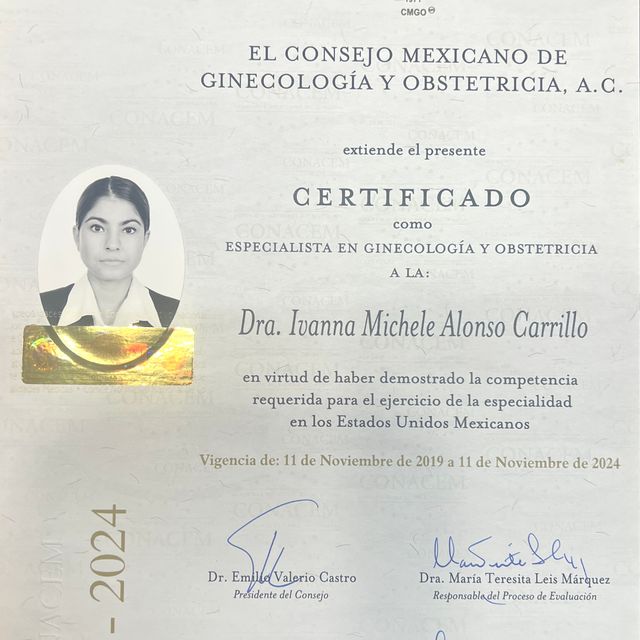 CMGO
EL CONSEJO MEXICANO DE
GINECOLOGÍA Y OBSTETRICIA, A.C.
extiende el presente
CERTIFICADO
como
ESPECIALISTA EN GINECOLOGÍA Y OBSTETRICIA
A LA:
Dra. Ivanna Michele Alonso Carrillo
en virtud de haber demostrado la competencia
requerida para el ejercicio de la especialidad
en los Estados Unidos Mexicanos
Vigencia de: 11 de Noviembre de 2019 a 11 de Noviembre de 2024
- 2024
Dr. Emilio Valerio Castro
Presidente del Consejo
Dra. María Teresita Leis Márquez
Responsable del Proceso de Evaluación
CONACEM